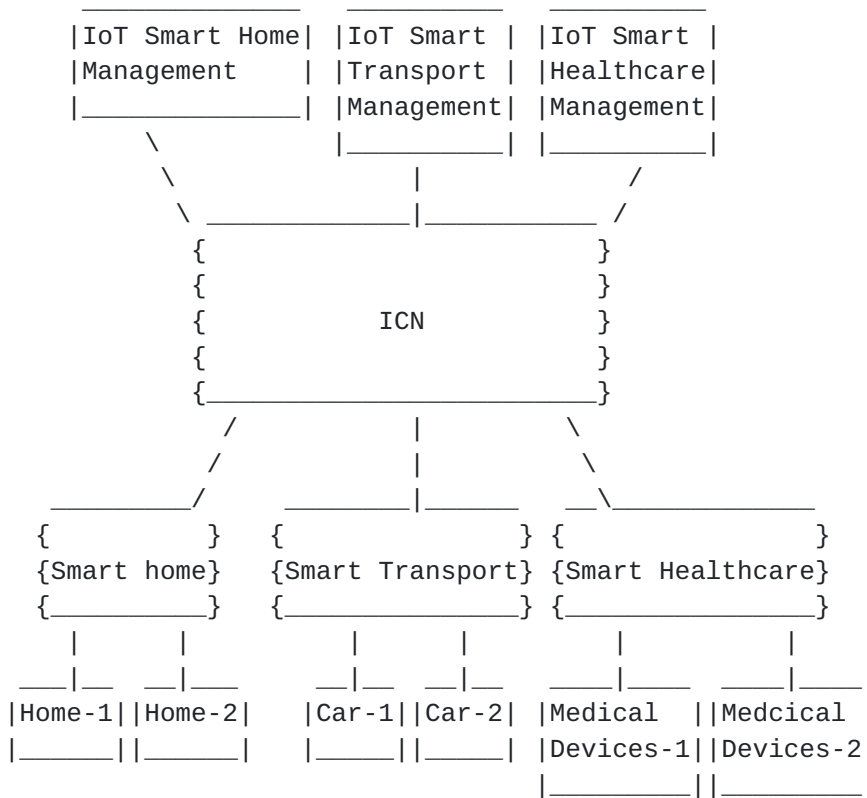 IoT Smart Home
Management
IoT Smart
Transport
Management
IoT Smart
Healthcare
Management
ICN
Smart home
Smart Transport
Smart Healthcare
Home-1
Home-2
Car-1
Car-2
Medical
Devices-1
Medcical
Devices-2